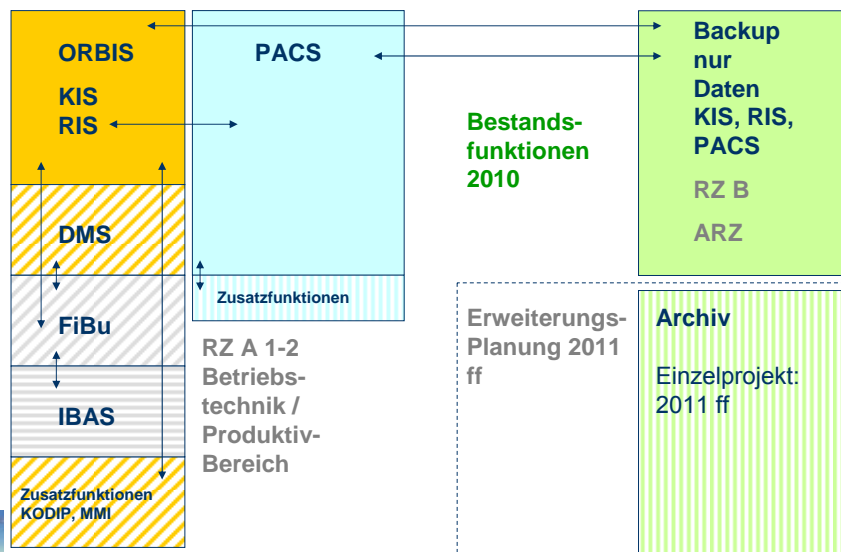 ORBIS
KIS
RIS
DMS
FiBu
IBAS
Zusatzfunktionen
KODIP, MMI
PACS
Zusatzfunktionen
RZ A 1-2
Betriebs-
technik /
Produktiv-
Bereich
Bestands-
funktionen
2010
Erweiterungs-
Planung 2011
ff
Backup
nur
Daten
KIS, RIS,
PACS
RZ B
ARZ
Archiv
Einzelprojekt:
2011 ff